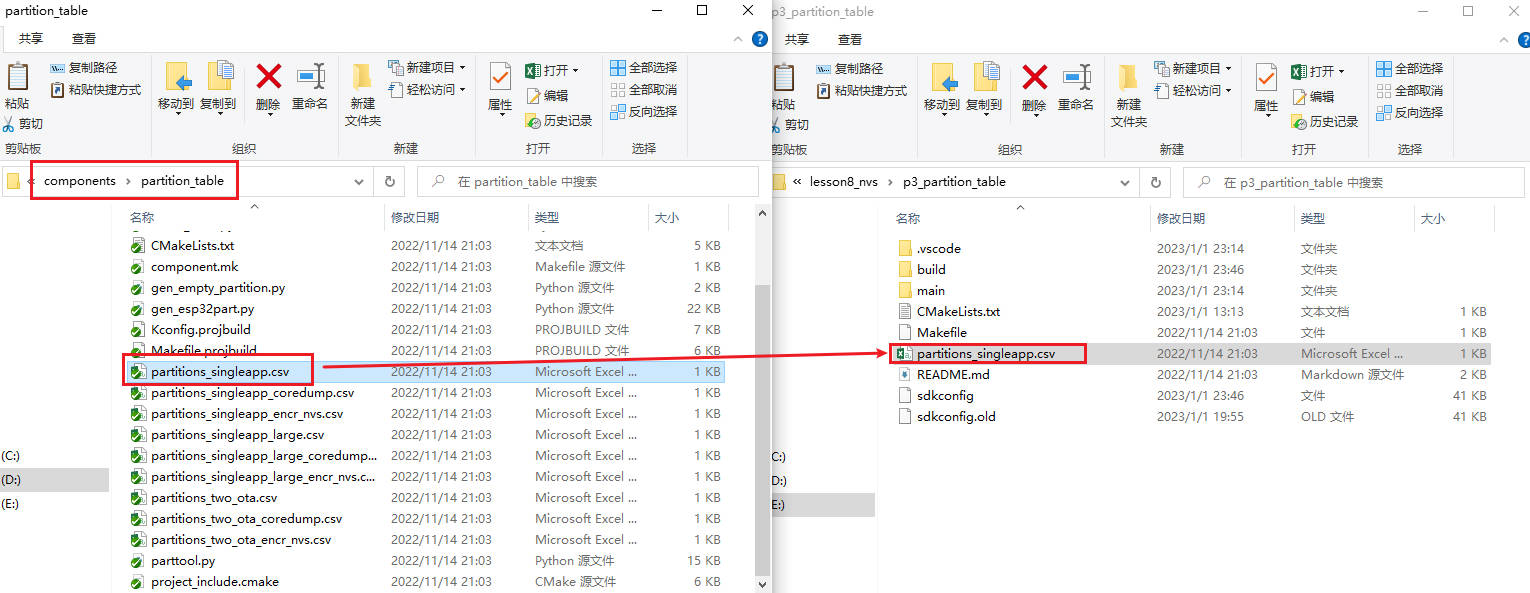 partition_table
共享 查看
复制路径
粘贴快捷方式
粘贴
剪切
剪贴板
移动到 复制到 删除 重命名
组织
新建项目
轻松访问
新建
文件夹
新建
属性
打开
编辑
历史记录
打开
全部选择
全部取消
反向选择
选择
« components › partition_table
在 partition_table 中搜索
名称 修改日期 类型 大小
CMakeLists.txt 2022/11/14 21:03 文本文档 5 KB
component.mk 2022/11/14 21:03 Makefile 源文件 1 KB
gen_empty_partition.py 2022/11/14 21:03 Python 源文件 2 KB
gen_esp32part.py 2022/11/14 21:03 Python 源文件 22 KB
Kconfig.projbuild 2022/11/14 21:03 PROJBUILD 文件 7 KB
Makefile.projbuild 2022/11/14 21:03 PROJBUILD 文件 6 KB
partitions_singleapp.csv 2022/11/14 21:03 Microsoft Excel ... 1 KB
partitions_singleapp_coredump.csv 2022/11/14 21:03 Microsoft Excel ... 1 KB
partitions_singleapp_encr_nvs.csv 2022/11/14 21:03 Microsoft Excel ... 1 KB
partitions_singleapp_large.csv 2022/11/14 21:03 Microsoft Excel ... 1 KB
partitions_singleapp_large_coredump... 2022/11/14 21:03 Microsoft Excel ... 1 KB
partitions_singleapp_large_encr_nvs.c... 2022/11/14 21:03 Microsoft Excel ... 1 KB
partitions_two_ota.csv 2022/11/14 21:03 Microsoft Excel ... 1 KB
partitions_two_ota_coredump.csv 2022/11/14 21:03 Microsoft Excel ... 1 KB
partitions_two_ota_encr_nvs.csv 2022/11/14 21:03 Microsoft Excel ... 1 KB
parttool.py 2022/11/14 21:03 Python 源文件 15 KB
project_include.cmake 2022/11/14 21:03 CMake 源文件 6 KB
(C:)
(D:)
(E:)
p3_partition_table
共享 查看
复制路径
粘贴快捷方式
粘贴
剪切
剪贴板
移动到 复制到 删除 重命名
组织
新建项目
轻松访问
新建
文件夹
新建
属性
打开
编辑
历史记录
打开
全部选择
全部取消
反向选择
选择
« lesson8_nvs › p3_partition_table
在 p3_partition_table 中搜索
名称 修改日期 类型 大小
.vscode 2023/1/1 23:14 文件夹
build 2023/1/1 23:46 文件夹
main 2023/1/1 23:14 文件夹
CMakeLists.txt 2023/1/1 13:13 文本文档 1 KB
Makefile 2022/11/14 21:03 文件 1 KB
partitions_singleapp.csv 2022/11/14 21:03 Microsoft Excel ... 1 KB
README.md 2022/11/14 21:03 Markdown 源文件 2 KB
sdkconfig 2023/1/1 23:46 文件 41 KB
sdkconfig.old 2023/1/1 19:55 OLD 文件 41 KB
C:)
D:)
E:)